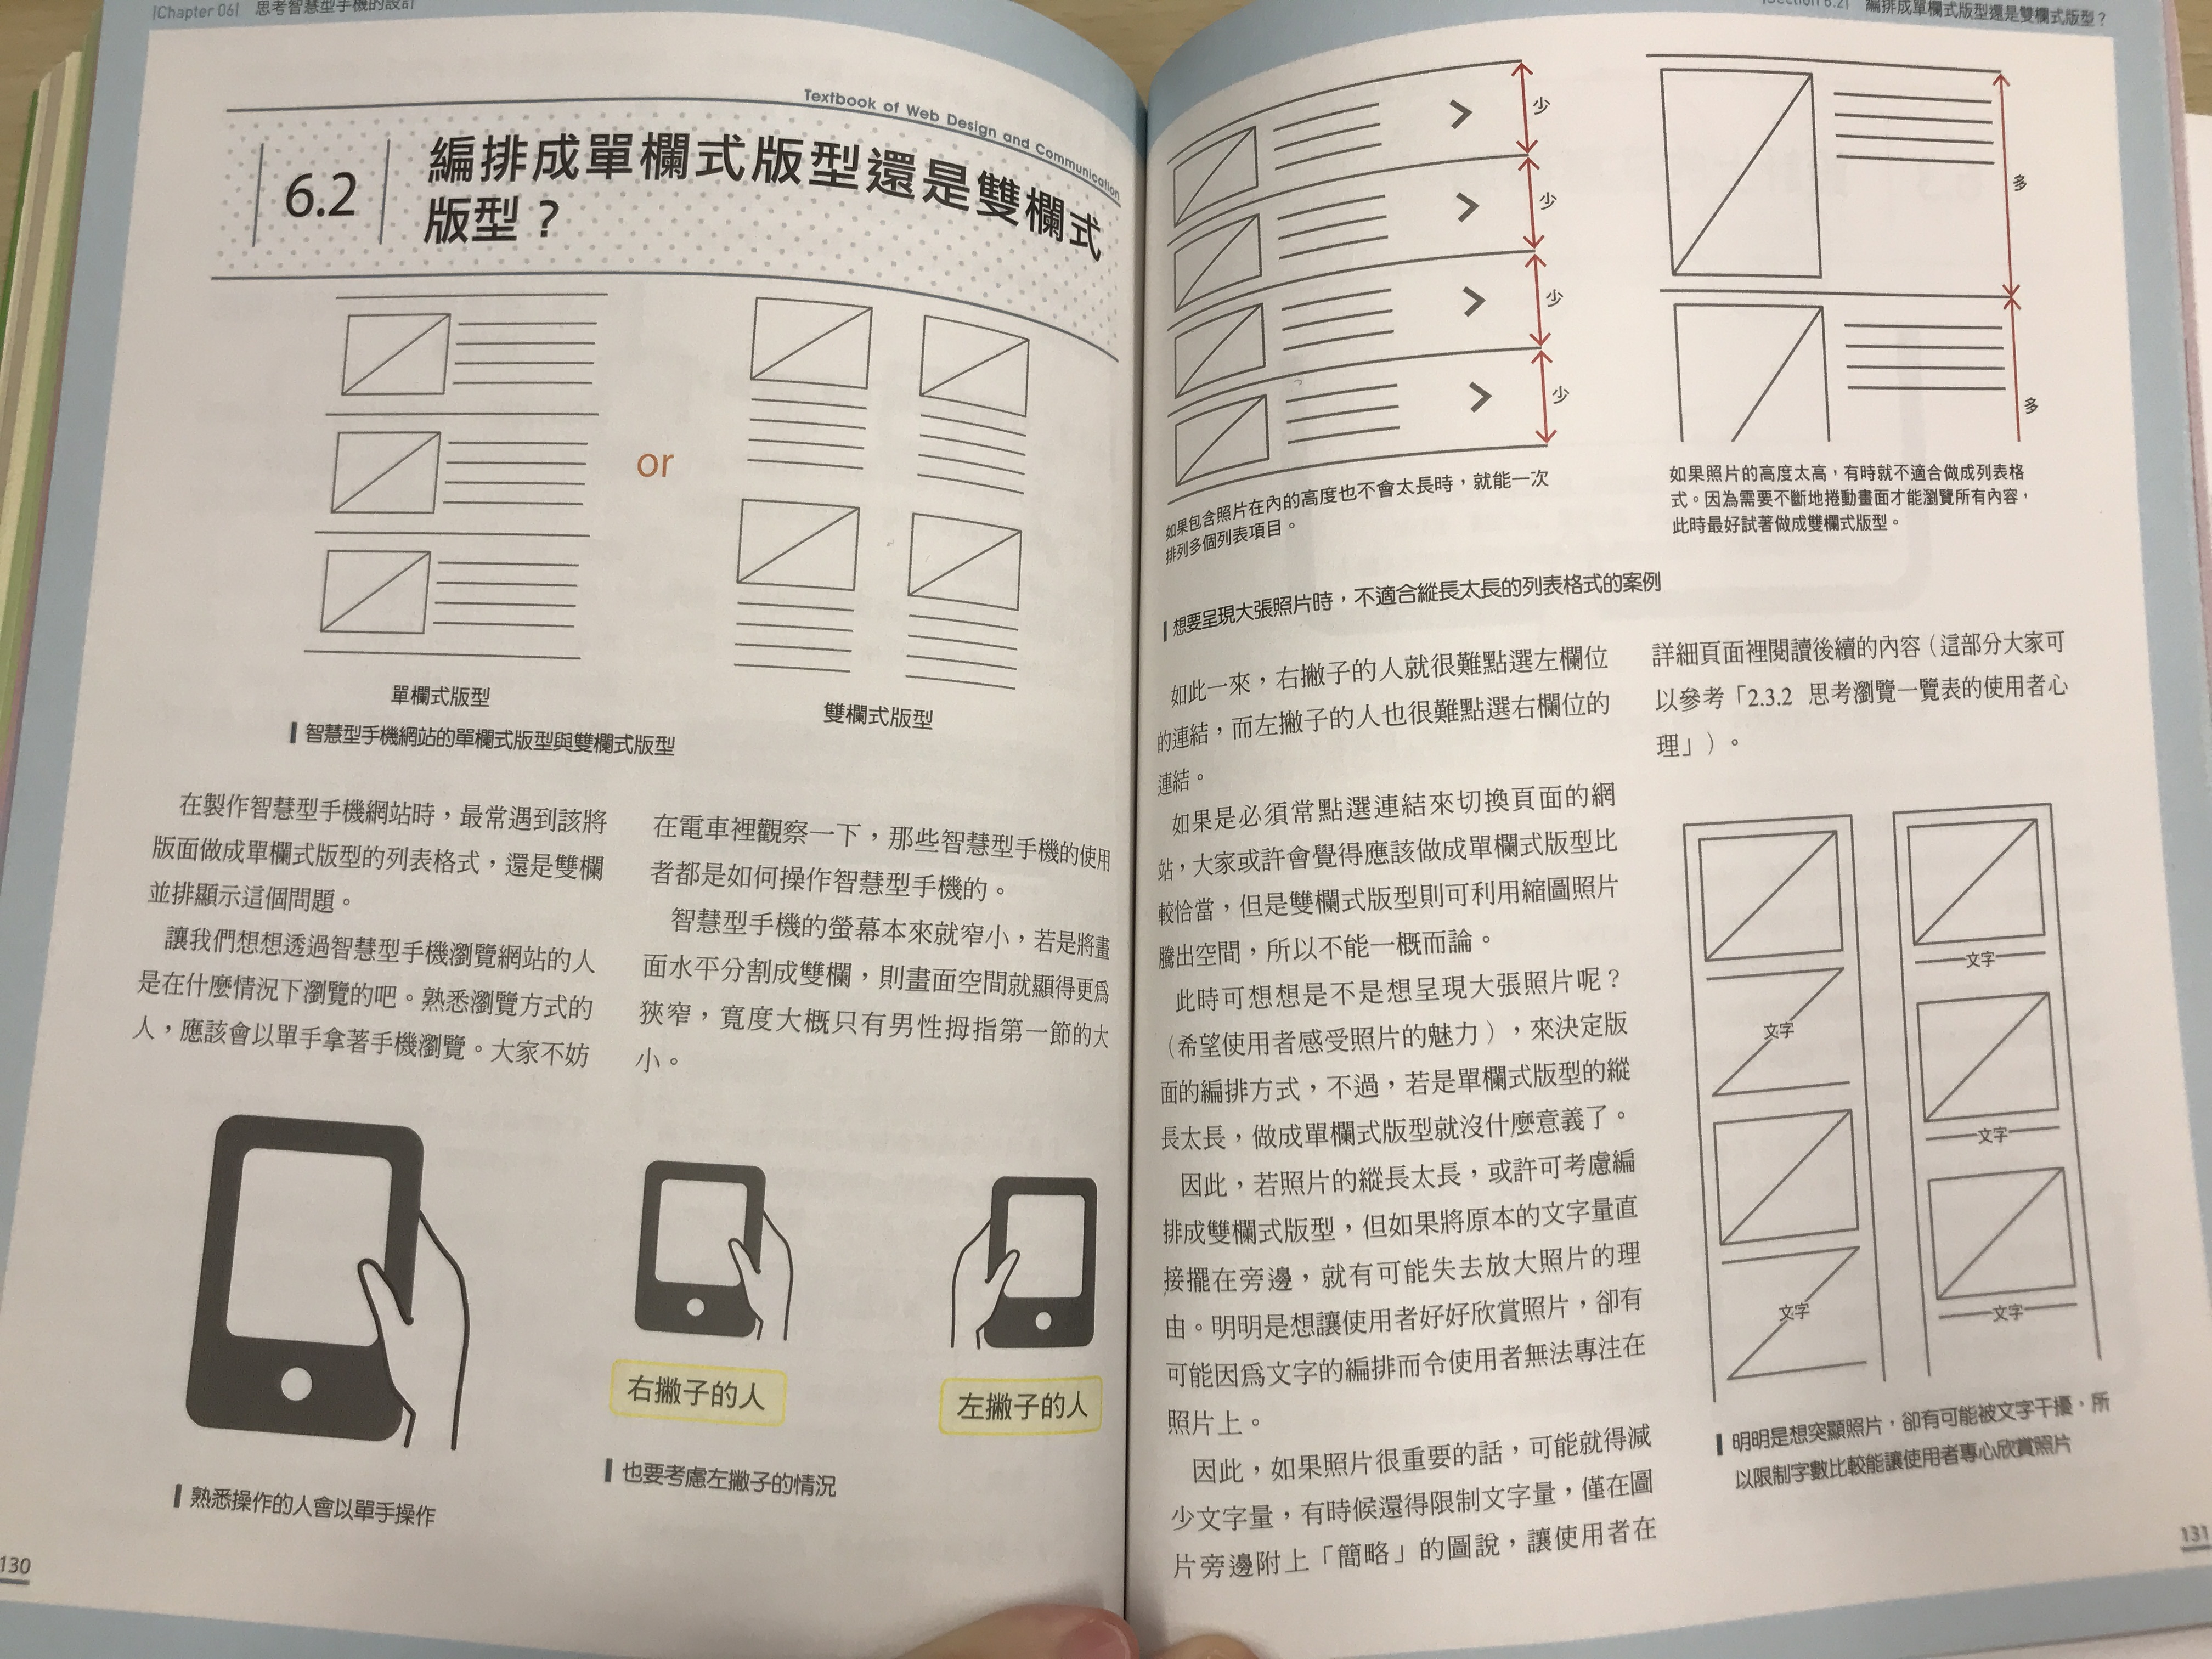 |Chapter 06| 思考智慧型手機的設計
Textbook of Web Design and Communication
6.2
編排成單欄式版型還是雙欄式
版型？
or
單欄式版型
雙欄式版型
智慧型手機網站的單欄式版型與雙欄式版型
在製作智慧型手機網站時，最常遇到該將
版面做成單欄式版型的列表格式，還是雙欄
並排顯示這個問題。
讓我們想想透過智慧型手機瀏覽網站的人
是在什麼情況下瀏覽的吧。熟悉瀏覽方式的
人，應該會以單手拿著手機瀏覽。大家不妨
在電車裡觀察一下，那些智慧型手機的使用
者都是如何操作智慧型手機的。
智慧型手機的螢幕本來就窄小，若是將畫
面水平分割成雙欄，則畫面空間就顯得更為
狹窄，寬度大概只有男性拇指第一節的大
小。
右撇子的人
左撇子的人
熟悉操作的人會以單手操作
也要考慮左撇子的情況
130
|Section 6.2| 編排成單欄式版型還是雙欄式版型？
少
少
少
少
多
多
如果包含照片在內的高度也不會太長時，就能一次
排列多個列表項目。
如果照片的高度太高，有時就不適合做成列表格
式。因為需要不斷地捲動畫面才能瀏覽所有內容，
此時最好試著做成雙欄式版型。
想要呈現大張照片時，不適合縱長太長的列表格式的案例
如此一來，右撇子的人就很難點選左欄位
的連結，而左撇子的人也很難點選右欄位的
連結。
如果是必須常點選連結來切換頁面的網
站，大家或許會覺得應該做成單欄式版型比
較恰當，但是雙欄式版型則可利用縮圖照片
騰出空間，所以不能一概而論。
此時可想想是不是想呈現大張照片呢？
（希望使用者感受照片的魅力），來決定版
面的編排方式，不過，若是單欄式版型的縱
長太長，做成單欄式版型就沒什麼意義了。
因此，若照片的縱長太長，或許可考慮編
排成雙欄式版型，但如果將原本的文字量直
接擺在旁邊，就有可能失去放大照片的理
由。明明是想讓使用者好好欣賞照片，卻有
可能因為文字的編排而令使用者無法專注在
照片上。
因此，如果照片很重要的話，可能就得減
少文字量，有時候還得限制文字量，僅在圖
片旁邊附上「簡略」的圖說，讓使用者在
詳細頁面裡閱讀後續的內容（這部分大家可
以參考「2.3.2 思考瀏覽一覽表的使用者心
理」）。
文字
文字
文字
文字
文字
明明是想突顯照片，卻有可能被文字干擾，所
以限制字數比較能讓使用者專心欣賞照片
131